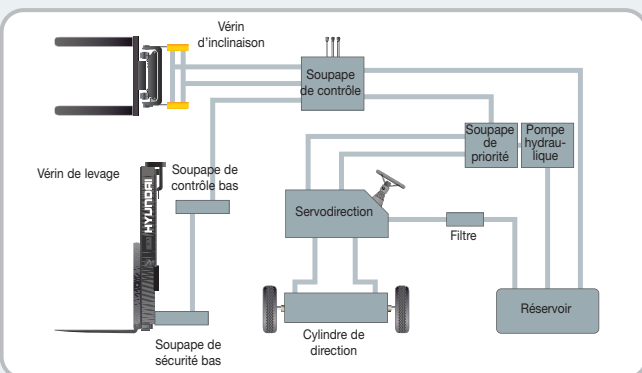 Vérin
d'inclinaison
Soupape
de contrôle
Soupape
de
priorité
Pompe
hydrau-
lique
Vérin de levage
Soupape de
contrôle bas
HYUNDAI
Servodirection
Filtre
Réservoir
Cylindre de
direction
Soupape de
sécurité bas